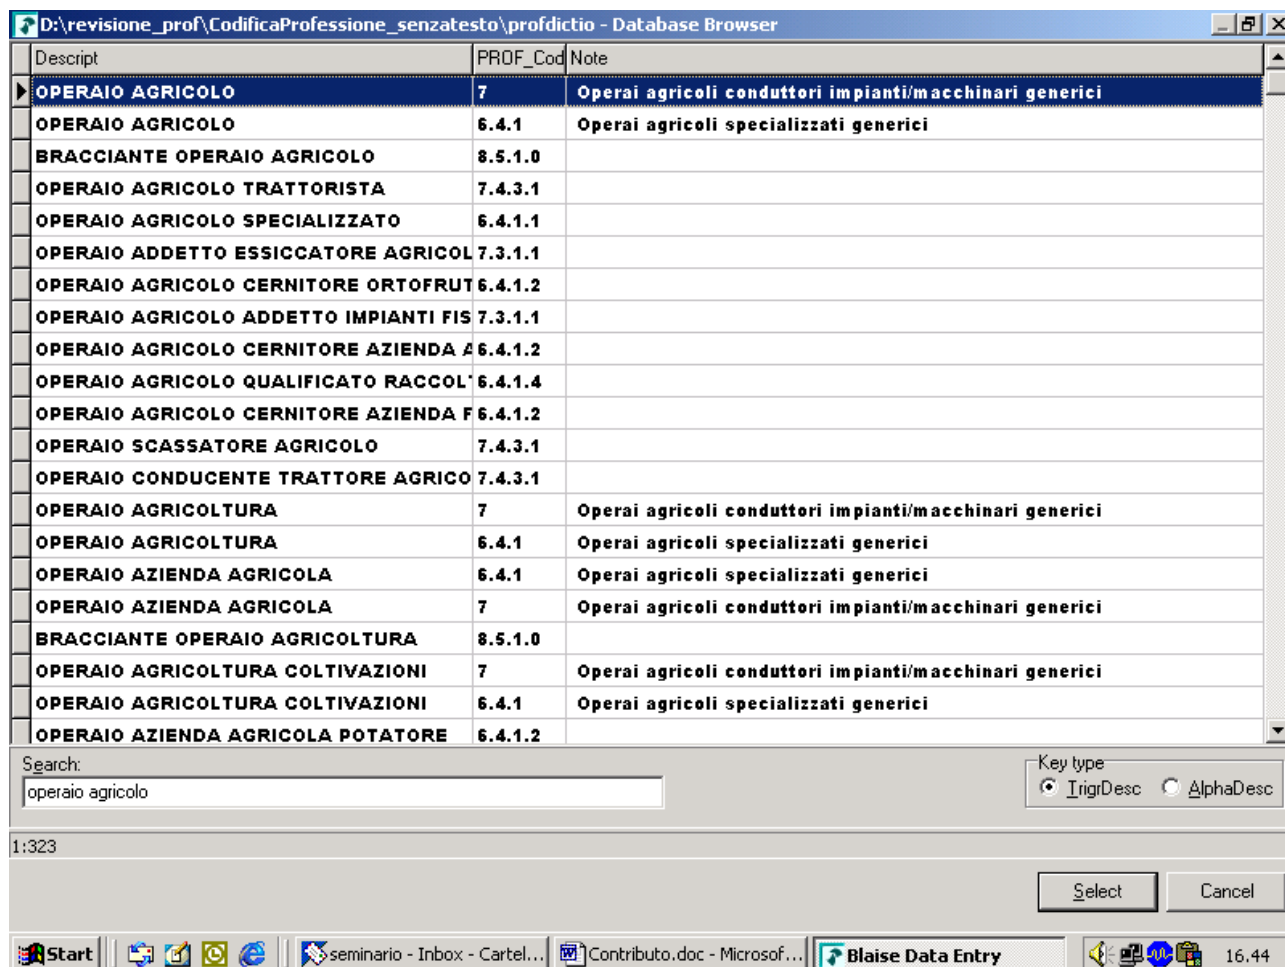 D:\revisione_prof\CodificaProfessione_senzatesto\profdictio - Database Browser
Descript PROF_Cod Note
OPERAIO AGRICOLO 7 Operai agricoli conduttori impianti/macchinari generici
OPERAIO AGRICOLO 6.4.1 Operai agricoli specializzati generici
BRACCIANTE OPERAIO AGRICOLO 8.5.1.0
OPERAIO AGRICOLO TRATTORISTA 7.4.3.1
OPERAIO AGRICOLO SPECIALIZZATO 6.4.1.1
OPERAIO ADDETTO ESSICCATORE AGRICOL 7.3.1.1
OPERAIO AGRICOLO CERNITORE ORTOFRUT 6.4.1.2
OPERAIO AGRICOLO ADDETTO IMPIANTI FIS 7.3.1.1
OPERAIO AGRICOLO CERNITORE AZIENDA A 6.4.1.2
OPERAIO AGRICOLO QUALIFICATO RACCOLT 6.4.1.4
OPERAIO AGRICOLO CERNITORE AZIENDA F 6.4.1.2
OPERAIO SCASSATORE AGRICOLO 7.4.3.1
OPERAIO CONDUCENTE TRATTORE AGRICO 7.4.3.1
OPERAIO AGRICOLTURA 7 Operai agricoli conduttori impianti/macchinari generici
OPERAIO AGRICOLTURA 6.4.1 Operai agricoli specializzati generici
OPERAIO AZIENDA AGRICOLA 6.4.1 Operai agricoli specializzati generici
OPERAIO AZIENDA AGRICOLA 7 Operai agricoli conduttori impianti/macchinari generici
BRACCIANTE OPERAIO AGRICOLTURA 8.5.1.0
OPERAIO AGRICOLTURA COLTIVAZIONI 7 Operai agricoli conduttori impianti/macchinari generici
OPERAIO AGRICOLTURA COLTIVAZIONI 6.4.1 Operai agricoli specializzati generici
OPERAIO AZIENDA AGRICOLA POTATORE 6.4.1.2
Search: Key type
operaio agricolo TrigrDesc AlphaDesc
1:323
Select Cancel
Start seminario - Inbox - Cartel... Contributo.doc - Microsof... Blaise Data Entry 16.44